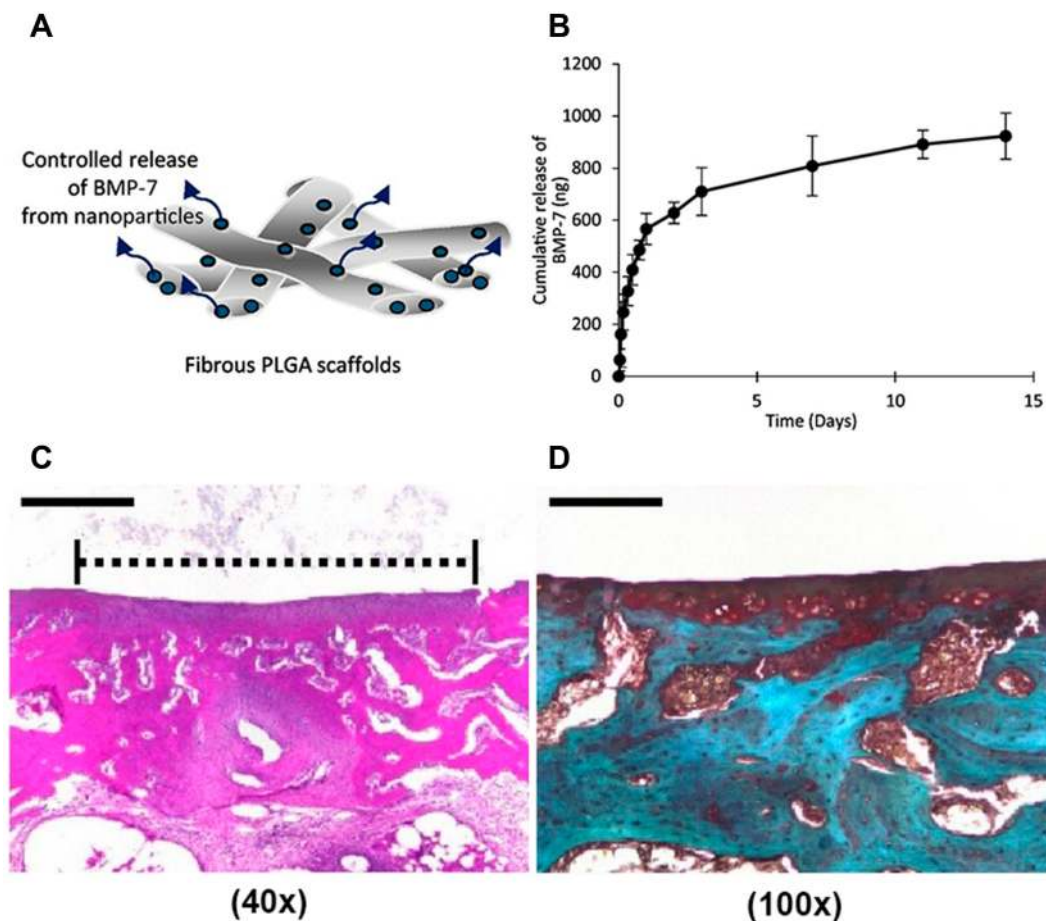 A
Controlled release
of BMP-7
from nanoparticles
Fibrous PLGA scaffolds
B
Cumulative release of
BMP-7 (ng)
1200
1000
800
600
400
200
0
0 5 10 15
Time (Days)
C
D
(40x)
(100x)